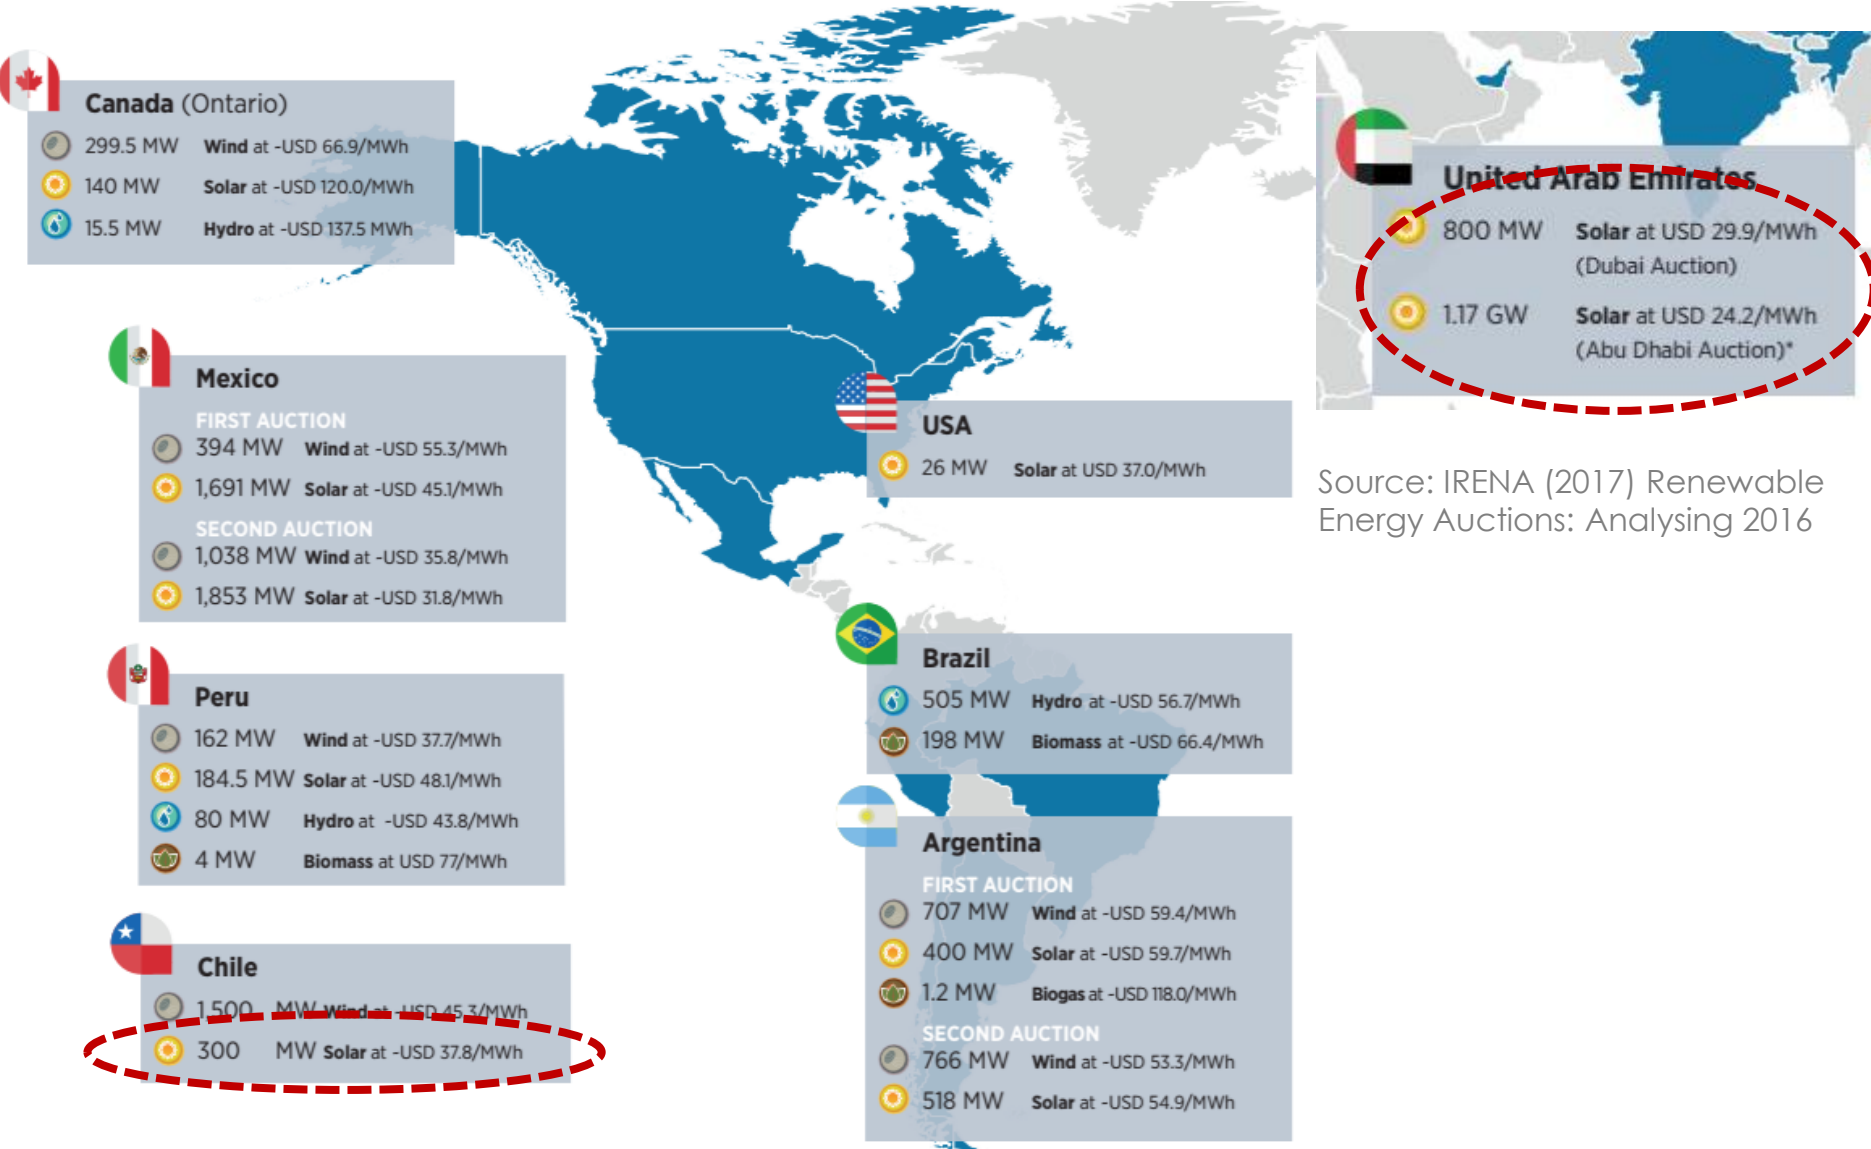 Canada (Ontario)
299.5 MW Wind at ~USD 66.9/MWh
140 MW Solar at ~USD 120.0/MWh
15.5 MW Hydro at ~USD 137.5 MWh
Mexico
FIRST AUCTION
394 MW Wind at ~USD 55.3/MWh
1,691 MW Solar at ~USD 45.1/MWh
SECOND AUCTION
1,038 MW Wind at ~USD 35.8/MWh
1,853 MW Solar at ~USD 31.8/MWh
Peru
162 MW Wind at ~USD 37.7/MWh
184.5 MW Solar at ~USD 48.1/MWh
80 MW Hydro at ~USD 43.8/MWh
4 MW Biomass at USD 77/MWh
Chile
1,500 MW Wind at ~USD 45.3/MWh
300 MW Solar at ~USD 37.8/MWh
USA
26 MW Solar at USD 37.0/MWh
Brazil
505 MW Hydro at ~USD 56.7/MWh
198 MW Biomass at ~USD 66.4/MWh
Argentina
FIRST AUCTION
707 MW Wind at ~USD 59.4/MWh
400 MW Solar at ~USD 59.7/MWh
1.2 MW Biogas at ~USD 118.0/MWh
SECOND AUCTION
766 MW Wind at ~USD 53.3/MWh
518 MW Solar at ~USD 54.9/MWh
United Arab Emirates
800 MW Solar at USD 29.9/MWh
(Dubai Auction)
1.17 GW Solar at USD 24.2/MWh
(Abu Dhabi Auction)*
Source: IRENA (2017) Renewable
Energy Auctions: Analysing 2016